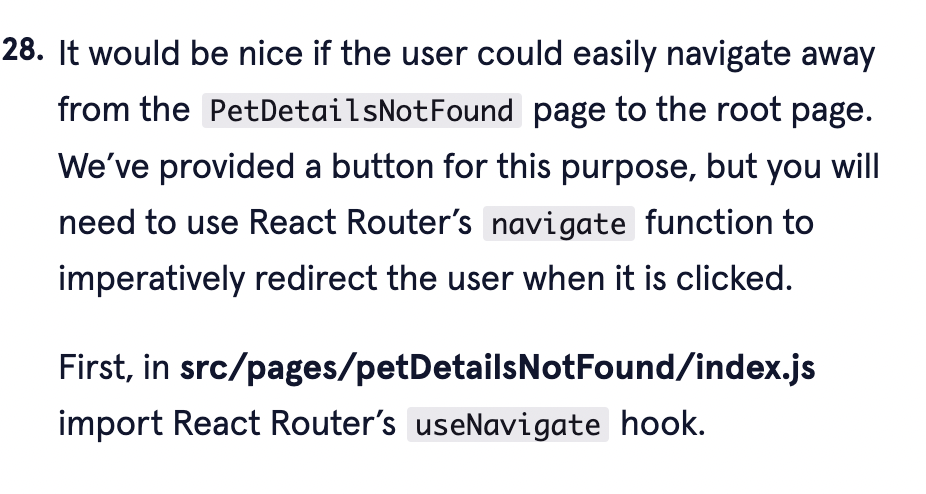 28. It would be nice if the user could easily navigate away
from the PetDetailsNotFound page to the root page.
We’ve provided a button for this purpose, but you will
need to use React Router’s navigate function to
imperatively redirect the user when it is clicked.
First, in src/pages/petDetailsNotFound/index.js
import React Router’s useNavigate hook.